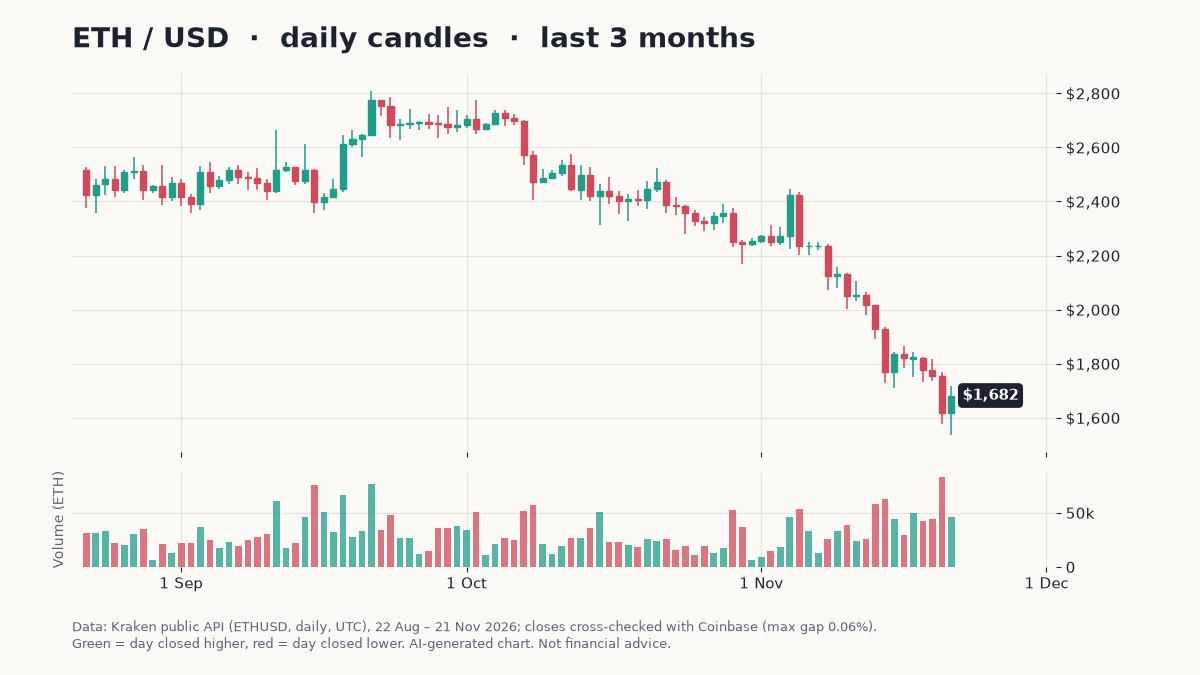 ETH / USD · daily candles · last 3 months
$2,800
$2,600
$2,400
$2,200
$2,000
$1,800
$1,682
$1,600
Volume (ETH)
50k
0
1 Sep
1 Oct
1 Nov
1 Dec
Data: Kraken public API (ETHUSD, daily, UTC), 22 Aug – 21 Nov 2026; closes cross-checked with Coinbase (max gap 0.06%).
Green = day closed higher, red = day closed lower. AI-generated chart. Not financial advice.